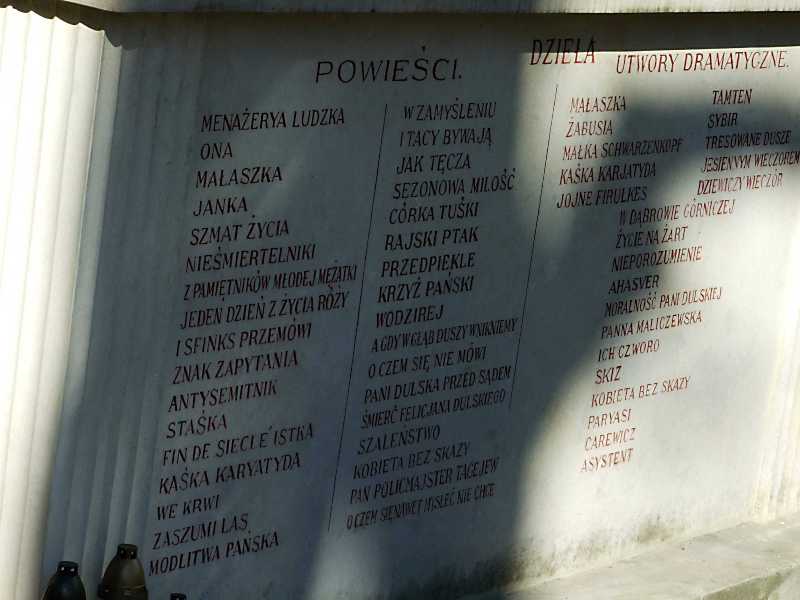 DZIEŁA
POWIEŚCI.
MENAŻERYA LUDZKA
ONA
MAŁASZKA
JANKA
SZMAT ŻYCIA
NIEŚMIERTELNIKI
Z PAMIĘTNIKÓW MŁODEJ MĘŻATKI
JEDEN DZIEŃ Z ŻYCIA RÓŻY
I SFINKS PRZEMÓWI
ZNAK ZAPYTANIA
ANTYSEMITNIK
STAŚKA
FIN DE SIECLE'ISTKA
KAŚKA KARYATYDA
WE KRWI
ZASZUMI LAS
MODLITWA PAŃSKA
W ZAMYŚLENIU
I TACY BYWAJĄ
JAK TĘCZA
SEZONOWA MIŁOŚĆ
CÓRKA TUŚKI
RAJSKI PTAK
PRZEDPIEKLE
KRZYŻ PAŃSKI
WODZIREJ
A GDY W GŁĄB DUSZY WNIKNIEMY
O CZEM SIĘ NIE MÓWI
PANI DULSKA PRZED SĄDEM
ŚMIERĆ FELICJANA DULSKIEGO
SZALEŃSTWO
KOBIETA BEZ SKAZY
PAN POLICMAJSTER TAGEJEW
O CZEM SIĘ NAWET MYŚLEĆ NIE CHCE
UTWORY DRAMATYCZNE.
MAŁASZKA
ŻABUSIA
MAŁKA SCHWARZENKOPF
KAŚKA KARJATYDA
JOJNE FIRUŁKES
TAMTEN
SYBIR
TRESOWANE DUSZE
JESIENNYM WIECZOREM
DZIEWICZY WIECZÓR
W DĄBROWIE GÓRNICZEJ
ŻYCIE NA ŻART
NIEPOROZUMIENIE
AHASVER
MORALNOŚĆ PANI DULSKIEJ
PANNA MALICZEWSKA
ICH CZWORO
SKIZ
KOBIETA BEZ SKAZY
PARYASI
CAREWICZ
ASYSTENT